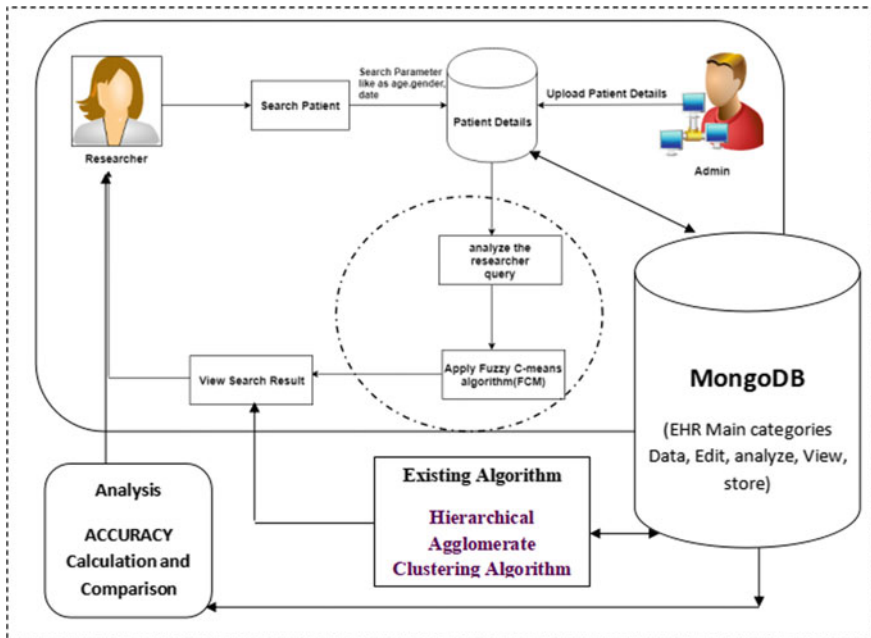 Search Parameter
like as age,gender,
date
Search Patient
Upload Patient Details
Patient Details
Researcher
Admin
analyze the
researcher
query
Apply Fuzzy C-means
algorithm(FCM)
View Search Result
MongoDB
(EHR Main categories
Data, Edit, analyze, View,
store)
Existing Algorithm
Hierarchical
Agglomerate
Clustering Algorithm
Analysis
ACCURACY
Calculation and
Comparison